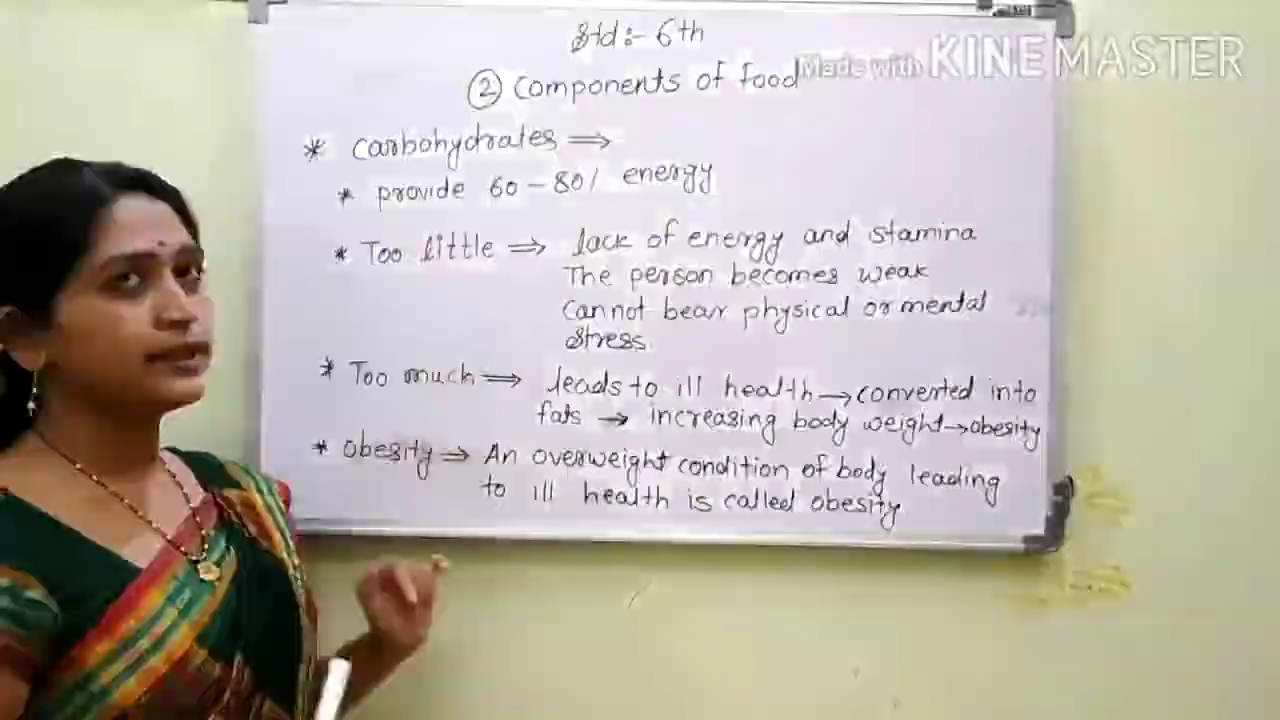 Std:- 6th
② Components of food
Made with KINEMASTER
* carbohydrates ⇒
* provide 60-80% energy
* Too little ⇒ lack of energy and stamina
The person becomes weak
Cannot bear physical or mental
stress
* Too much ⇒ leads to ill health → converted into
fats → increasing body weight → obesity
* Obesity ⇒ An overweight condition of body leading
to ill health is called obesity